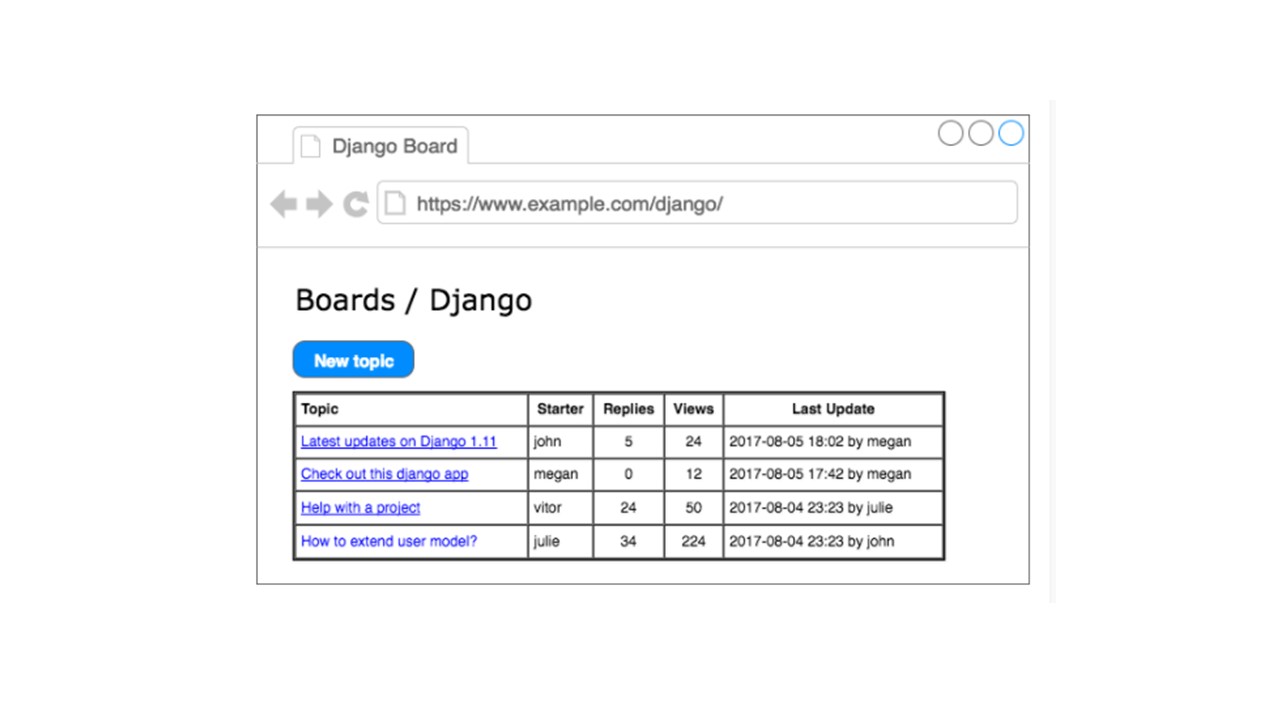 Django Board
https://www.example.com/django/
Boards / Django
New topic
Topic Starter Replies Views Last Update
Latest updates on Django 1.11 john 5 24 2017-08-05 18:02 by megan
Check out this django app megan 0 12 2017-08-05 17:42 by megan
Help with a project vitor 24 50 2017-08-04 23:23 by julie
How to extend user model? julie 34 224 2017-08-04 23:23 by john